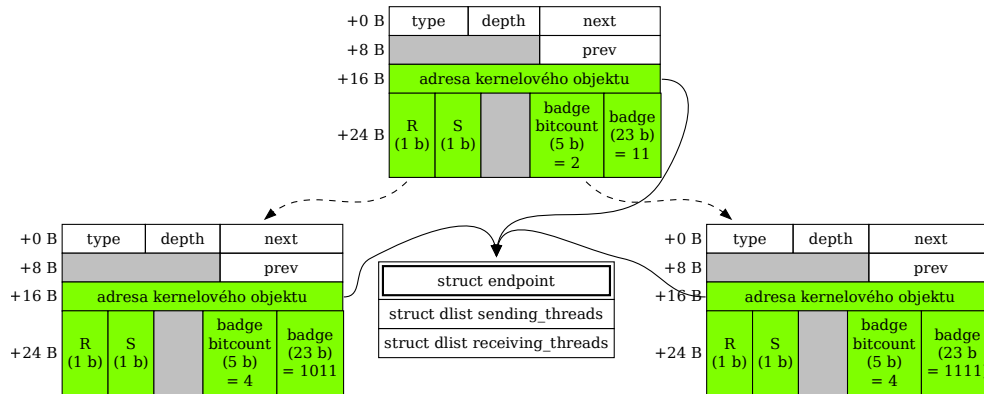 +0 B type depth next
+8 B prev
+16 B adresa kernelového objektu
+24 B
R
(1 b)
S
(1 b)
badge
bitcount
(5 b)
= 2
badge
(23 b)
= 11
+0 B type depth next
+8 B prev
+16 B adresa kernelového objektu
+24 B
R
(1 b)
S
(1 b)
badge
bitcount
(5 b)
= 4
badge
(23 b)
= 1011
struct endpoint
struct dlist sending_threads
struct dlist receiving_threads
+0 B type depth next
+8 B prev
+16 B adresa kernelového objektu
+24 B
R
(1 b)
S
(1 b)
badge
bitcount
(5 b)
= 4
badge
(23 b
= 1111)